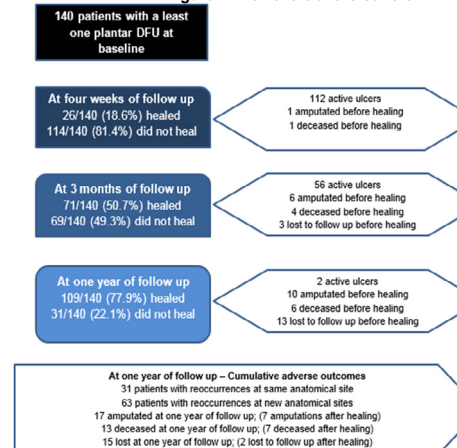 140 patients with a least
one plantar DFU at
baseline
At four weeks of follow up
26/140 (18.6%) healed
114/140 (81.4%) did not heal
112 active ulcers
1 amputated before healing
1 deceased before healing
At 3 months of follow up
71/140 (50.7%) healed
69/140 (49.3%) did not heal
56 active ulcers
6 amputated before healing
4 deceased before healing
3 lost to follow up before healing
At one year of follow up
109/140 (77.9%) healed
31/140 (22.1%) did not heal
2 active ulcers
10 amputated before healing
6 deceased before healing
13 lost to follow up before healing
At one year of follow up – Cumulative adverse outcomes
31 patients with reoccurrences at same anatomical site
63 patients with reoccurrences at new anatomical sites
17 amputated at one year of follow up; (7 amputations after healing)
13 deceased at one year of follow up; (7 deceased after healing)
15 lost at one year of follow up; (2 lost to follow up after healing)